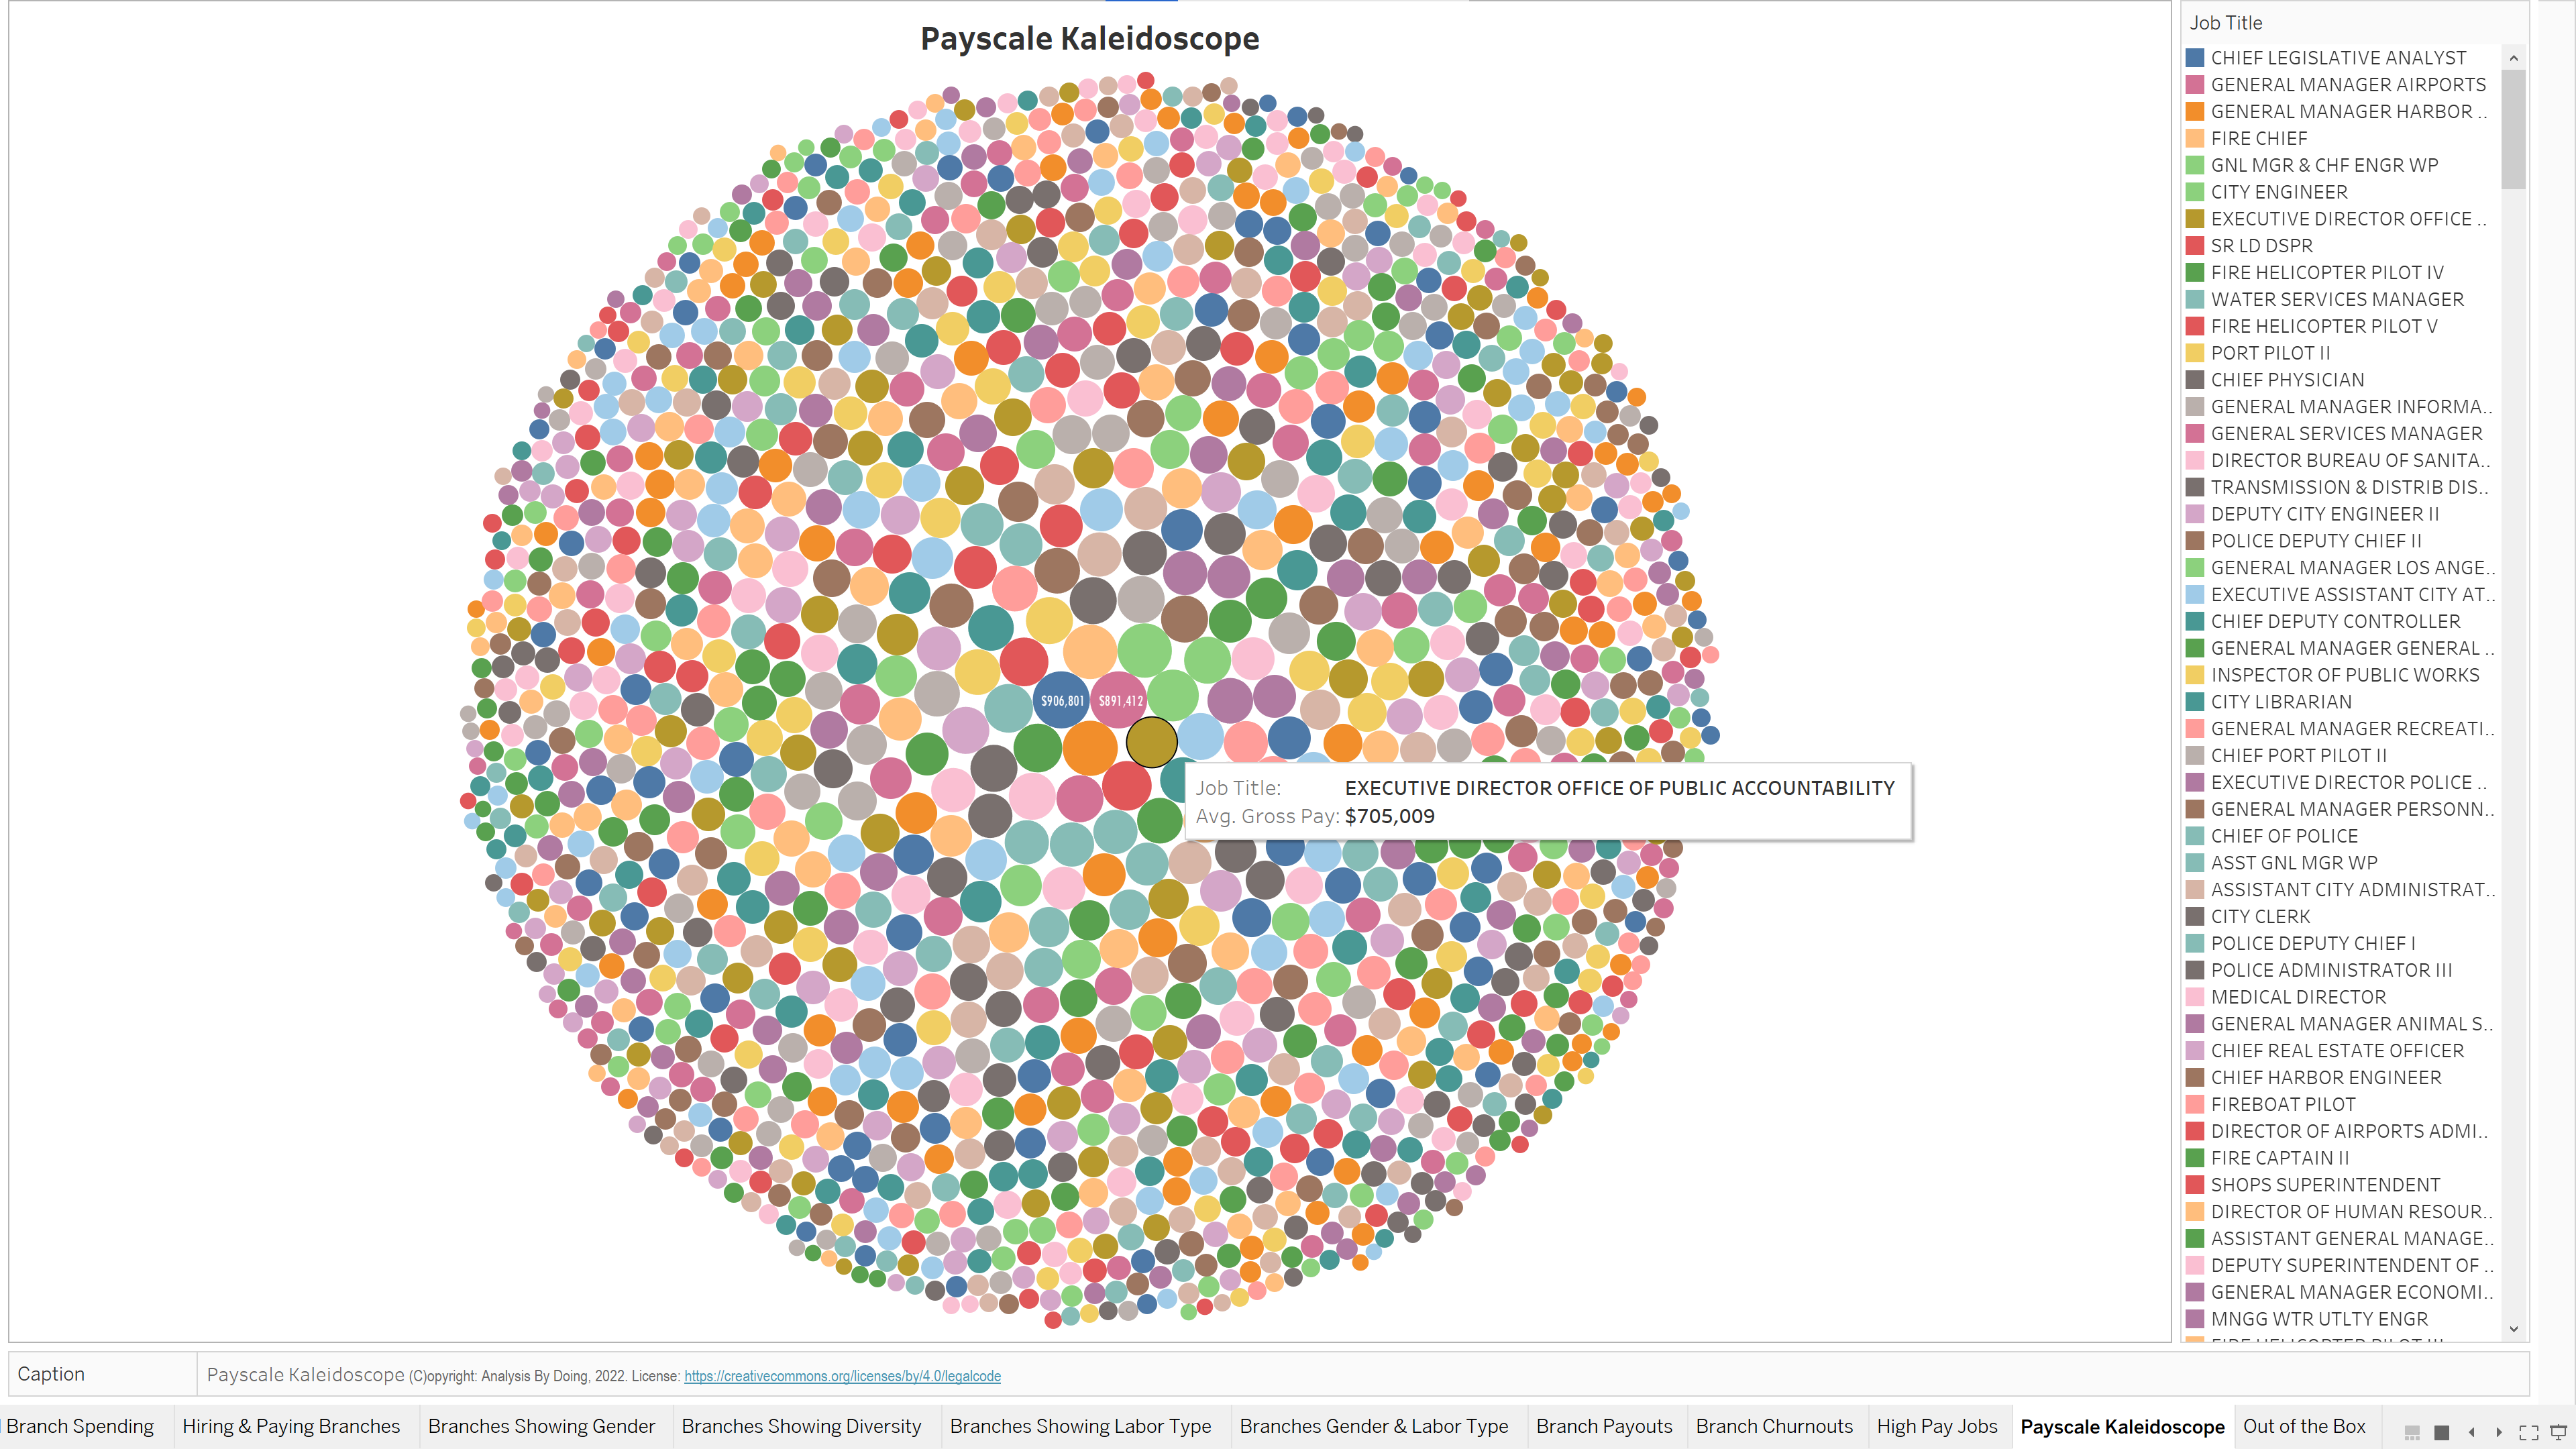 Payscale Kaleidoscope
$906,801
$891,412
Job Title: EXECUTIVE DIRECTOR OFFICE OF PUBLIC ACCOUNTABILITY
Avg. Gross Pay: $705,009
Job Title
CHIEF LEGISLATIVE ANALYST
GENERAL MANAGER AIRPORTS
GENERAL MANAGER HARBOR ..
FIRE CHIEF
GNL MGR & CHF ENGR WP
CITY ENGINEER
EXECUTIVE DIRECTOR OFFICE ..
SR LD DSPR
FIRE HELICOPTER PILOT IV
WATER SERVICES MANAGER
FIRE HELICOPTER PILOT V
PORT PILOT II
CHIEF PHYSICIAN
GENERAL MANAGER INFORMA..
GENERAL SERVICES MANAGER
DIRECTOR BUREAU OF SANITA..
TRANSMISSION & DISTRIB DIS..
DEPUTY CITY ENGINEER II
POLICE DEPUTY CHIEF II
GENERAL MANAGER LOS ANGE..
EXECUTIVE ASSISTANT CITY AT..
CHIEF DEPUTY CONTROLLER
GENERAL MANAGER GENERAL ..
INSPECTOR OF PUBLIC WORKS
CITY LIBRARIAN
GENERAL MANAGER RECREATI..
CHIEF PORT PILOT II
EXECUTIVE DIRECTOR POLICE ..
GENERAL MANAGER PERSONN..
CHIEF OF POLICE
ASST GNL MGR WP
ASSISTANT CITY ADMINISTRAT..
CITY CLERK
POLICE DEPUTY CHIEF I
POLICE ADMINISTRATOR III
MEDICAL DIRECTOR
GENERAL MANAGER ANIMAL S..
CHIEF REAL ESTATE OFFICER
CHIEF HARBOR ENGINEER
FIREBOAT PILOT
DIRECTOR OF AIRPORTS ADMI..
FIRE CAPTAIN II
SHOPS SUPERINTENDENT
DIRECTOR OF HUMAN RESOUR..
ASSISTANT GENERAL MANAGE..
DEPUTY SUPERINTENDENT OF ..
GENERAL MANAGER ECONOMI..
MNGG WTR UTLTY ENGR
FIRE HELICOPTER PILOT III
Caption
Payscale Kaleidoscope (C)opyright: Analysis By Doing, 2022. License: https://creativecommons.org/licenses/by/4.0/legalcode
Branch Spending
Hiring & Paying Branches
Branches Showing Gender
Branches Showing Diversity
Branches Showing Labor Type
Branches Gender & Labor Type
Branch Payouts
Branch Churnouts
High Pay Jobs
Payscale Kaleidoscope
Out of the Box